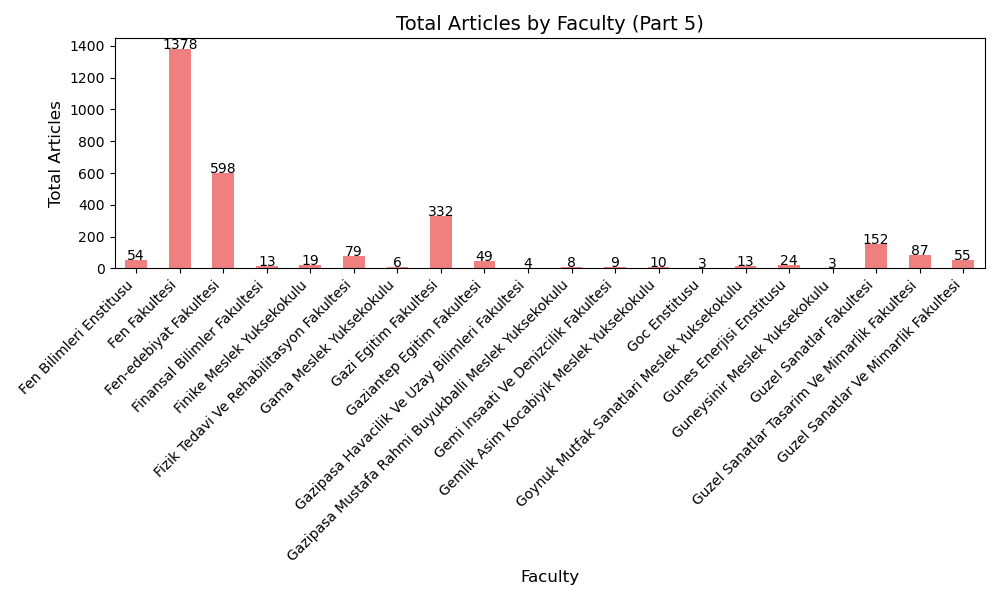 Total Articles by Faculty (Part 5)
Total Articles
1400
1200
1000
800
600
400
200
0
1378
598
332
152
54
13
19
79
6
49
4
8
9
10
3
13
24
3
87
55
Fen Bilimleri Enstitusu
Fen Fakultesi
Fen-edebiyat Fakultesi
Finansal Bilimler Fakultesi
Finike Meslek Yuksekokulu
Fizik Tedavi Ve Rehabilitasyon Fakultesi
Gama Meslek Yuksekokulu
Gazi Egitim Fakultesi
Gaziantep Egitim Fakultesi
Gazipasa Havacilik Ve Uzay Bilimleri Fakultesi
Gazipasa Mustafa Rahmi Buyukballi Meslek Yuksekokulu
Gemi Insaati Ve Denizcilik Fakultesi
Gemlik Asim Kocabiyik Meslek Yuksekokulu
Goc Enstitusu
Goynuk Mutfak Sanatlari Meslek Yuksekokulu
Gunes Enerjisi Enstitusu
Guneysinir Meslek Yuksekokulu
Guzel Sanatlar Fakultesi
Guzel Sanatlar Tasarim Ve Mimarlik Fakultesi
Guzel Sanatlar Ve Mimarlik Fakultesi
Faculty